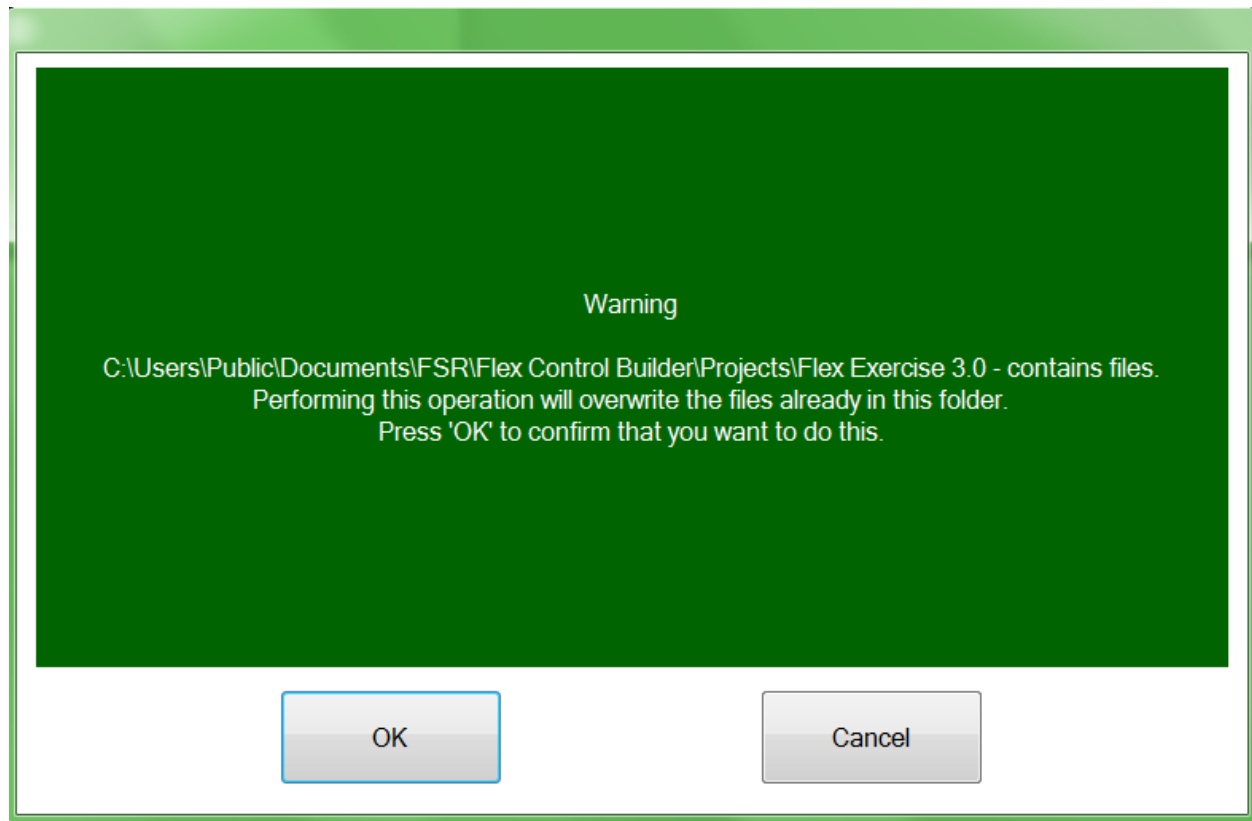 Warning
C:\Users\Public\Documents\FSR\Flex Control Builder\Projects\Flex Exercise 3.0 - contains files.
Performing this operation will overwrite the files already in this folder.
Press 'OK' to confirm that you want to do this.
OK
Cancel